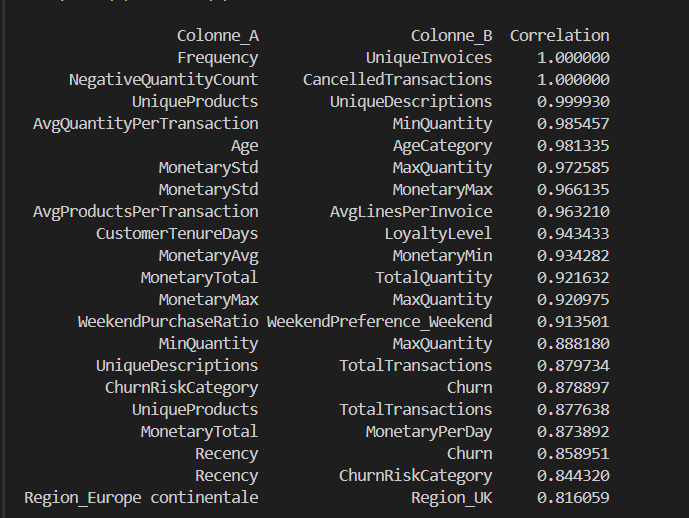 Colonne_A Colonne_B Correlation
Frequency UniqueInvoices 1.000000
NegativeQuantityCount CancelledTransactions 1.000000
UniqueProducts UniqueDescriptions 0.999930
AvgQuantityPerTransaction MinQuantity 0.985457
Age AgeCategory 0.981335
MonetaryStd MaxQuantity 0.972585
MonetaryStd MonetaryMax 0.966135
AvgProductsPerTransaction AvgLinesPerInvoice 0.963210
CustomerTenureDays LoyaltyLevel 0.943433
MonetaryAvg MonetaryMin 0.934282
MonetaryTotal TotalQuantity 0.921632
MonetaryMax MaxQuantity 0.920975
WeekendPurchaseRatio WeekendPreference_Weekend 0.913501
MinQuantity MaxQuantity 0.888180
UniqueDescriptions TotalTransactions 0.879734
ChurnRiskCategory Churn 0.878897
UniqueProducts TotalTransactions 0.877638
MonetaryTotal MonetaryPerDay 0.873892
Recency Churn 0.858951
Recency ChurnRiskCategory 0.844320
Region_Europe continentale Region_UK 0.816059